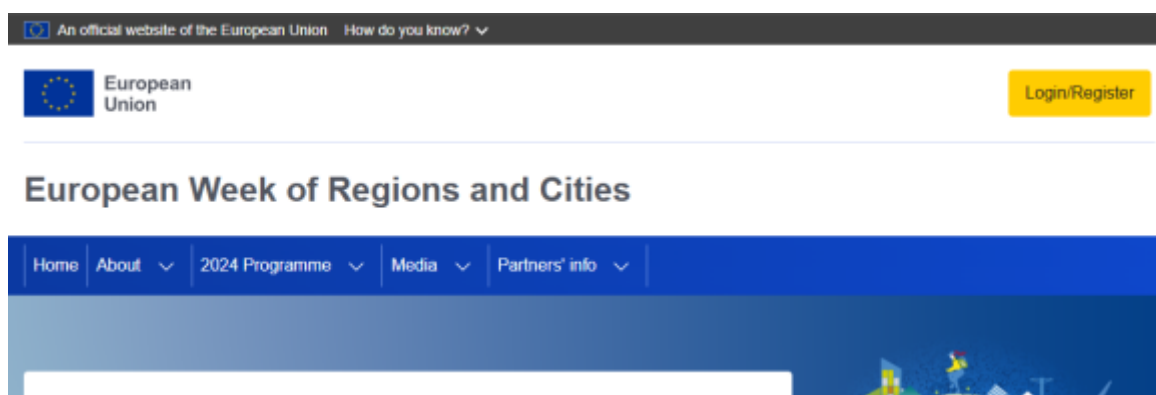 An official website of the European Union How do you know?
European
Union
Login/Register
European Week of Regions and Cities
Home About 2024 Programme Media Partners' info